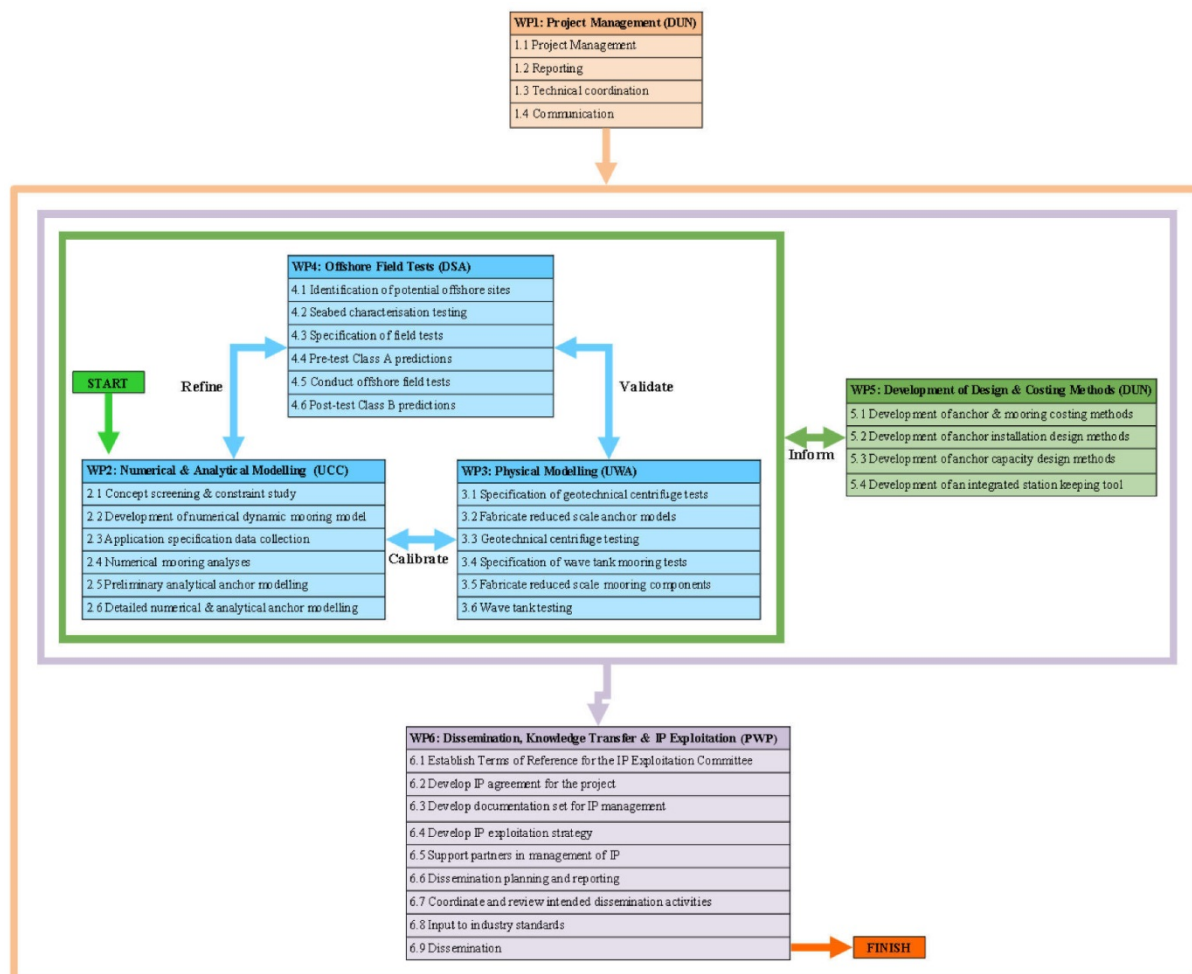 WP1: Project Management (DUN)
1.1 Project Management
1.2 Reporting
1.3 Technical coordination
1.4 Communication
WP4: Offshore Field Tests (DSA)
4.1 Identification of potential offshore sites
4.2 Seabed characterisation testing
4.3 Specification of field tests
4.4 Pre-test Class A predictions
4.5 Conduct offshore field tests
4.6 Post-test Class B predictions
START
Refine
Validate
WP2: Numerical & Analytical Modelling (UCC)
2.1 Concept screening & constraint study
2.2 Development of numerical dynamic mooring model
2.3 Application specification data collection
2.4 Numerical mooring analyses
2.5 Preliminary analytical anchor modelling
2.6 Detailed numerical & analytical anchor modelling
Calibrate
WP3: Physical Modelling (UWA)
3.1 Specification of geotechnical centrifuge tests
3.2 Fabricate reduced scale anchor models
3.3 Geotechnical centrifuge testing
3.4 Specification of wave tank mooring tests
3.5 Fabricate reduced scale mooring components
3.6 Wave tank testing
Inform
WP5: Development of Design & Costing Methods (DUN)
5.1 Development of anchor & mooring costing methods
5.2 Development of anchor installation design methods
5.3 Development of anchor capacity design methods
5.4 Development of an integrated station keeping tool
WP6: Dissemination, Knowledge Transfer & IP Exploitation (PWP)
6.1 Establish Terms of Reference for the IP Exploitation Committee
6.2 Develop IP agreement for the project
6.3 Develop documentation set for IP management
6.4 Develop IP exploitation strategy
6.5 Support partners in management of IP
6.6 Dissemination planning and reporting
6.7 Coordinate and review intended dissemination activities
6.8 Input to industry standards
6.9 Dissemination
FINISH